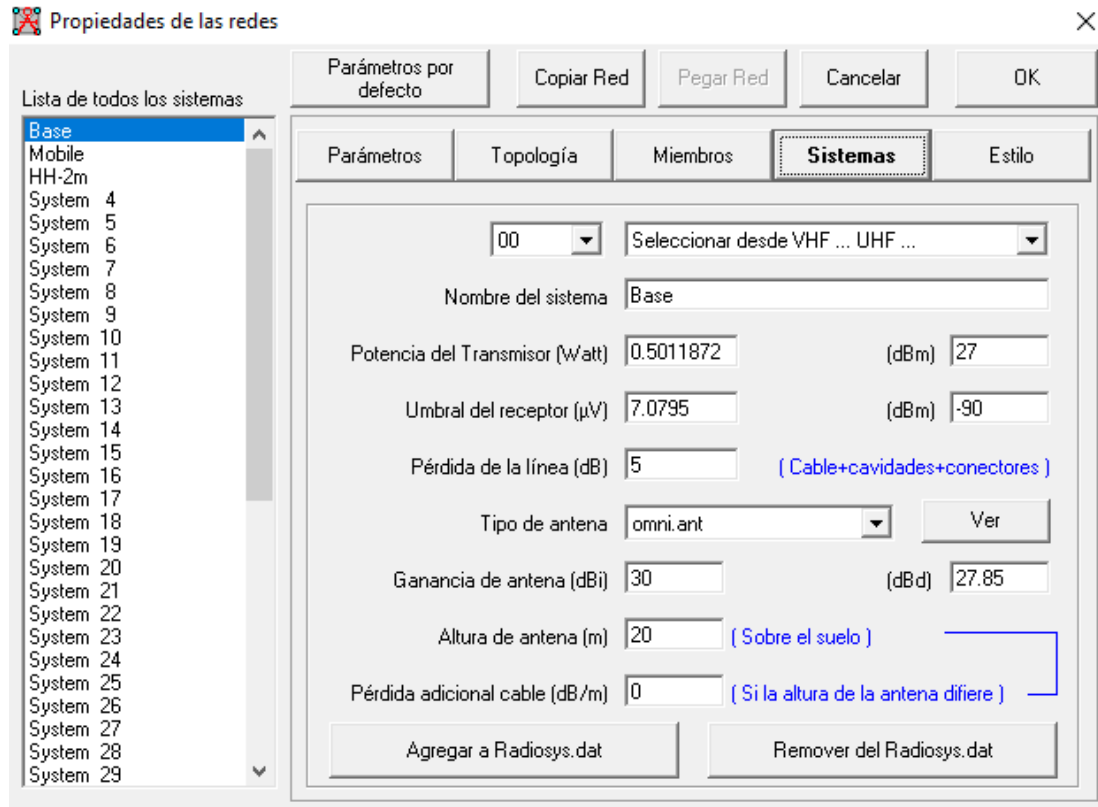 Propiedades de las redes
Parámetros por defecto
Copiar Red
Pegar Red
Cancelar
OK
Lista de todos los sistemas
Base
Mobile
HH-2m
System 4
System 5
System 6
System 7
System 8
System 9
System 10
System 11
System 12
System 13
System 14
System 15
System 16
System 17
System 18
System 19
System 20
System 21
System 22
System 23
System 24
System 25
System 26
System 27
System 28
System 29
Parámetros Topología Miembros Sistemas Estilo
00 Seleccionar desde VHF ... UHF ...
Nombre del sistema Base
Potencia del Transmisor (Watt) 0.5011872 (dBm) 27
Umbral del receptor (µV) 7.0795 (dBm) -90
Pérdida de la línea (dB) 5 ( Cable+cavidades+conectores )
Tipo de antena omni.ant Ver
Ganancia de antena (dBi) 30 (dBd) 27.85
Altura de antena (m) 20 ( Sobre el suelo )
Pérdida adicional cable (dB/m) 0 ( Si la altura de la antena difiere )
Agregar a Radiosys.dat Remover del Radiosys.dat